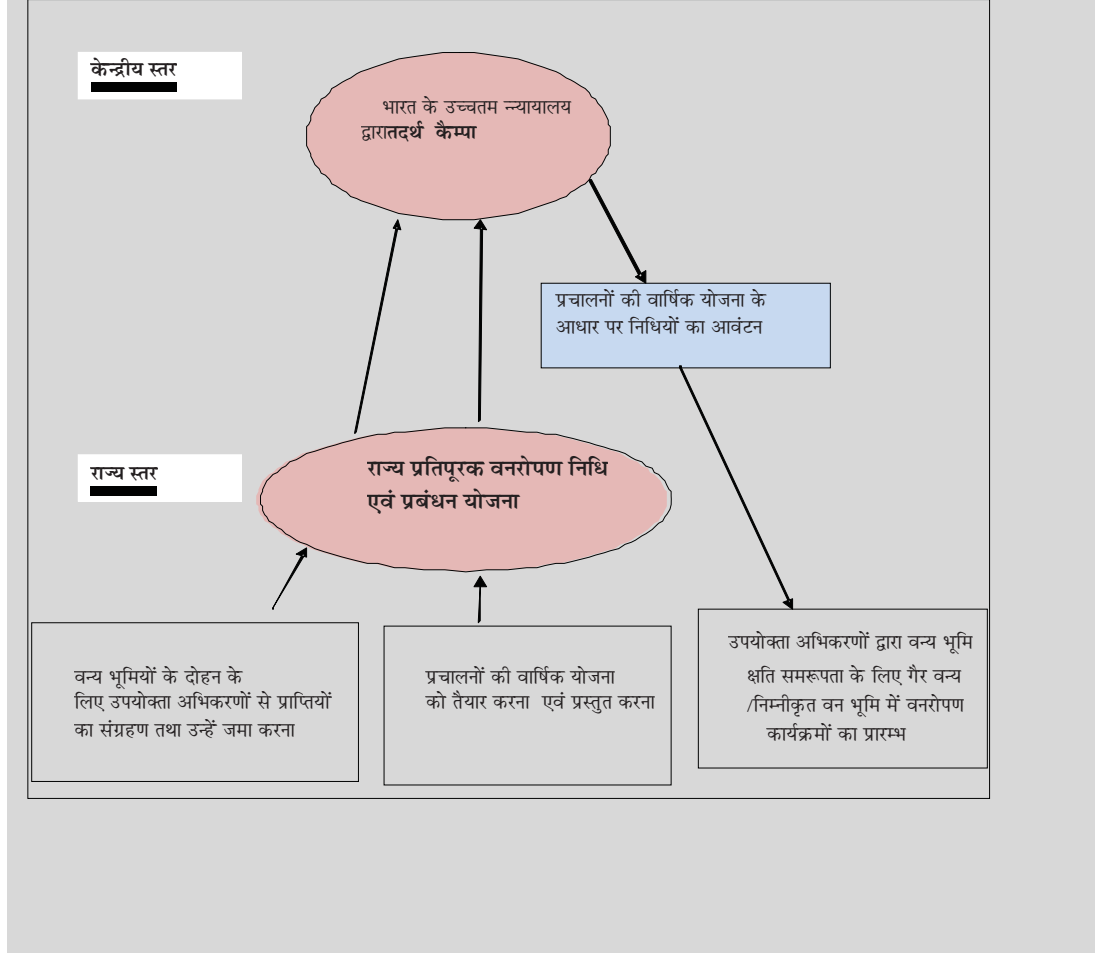 केन्द्रीय स्तर
भारत के उच्चतम न्न्यायालय
द्वारातदर्थ कैम्पा
प्रचालनों की वार्षिक योजना के
आधार पर निधियों का आवंटन
राज्य स्तर
राज्य प्रतिपूरक वनरोपण निधि
एवं प्रबंधन योजना
वन्य भूमियों के दोहन के
लिए उपयोक्ता अभिकरणों से प्राप्तियों
का संग्रहण तथा उन्हें जमा करना
प्रचालनों की वार्षिक योजना
को तैयार करना एवं प्रस्तुत करना
उपयोक्ता अभिकरणों द्वारा वन्य भूमि
क्षति समरूपता के लिए गैर वन्य
/निम्नीकृत वन भूमि में वनरोपण
कार्यक्रमों का प्रारम्भ